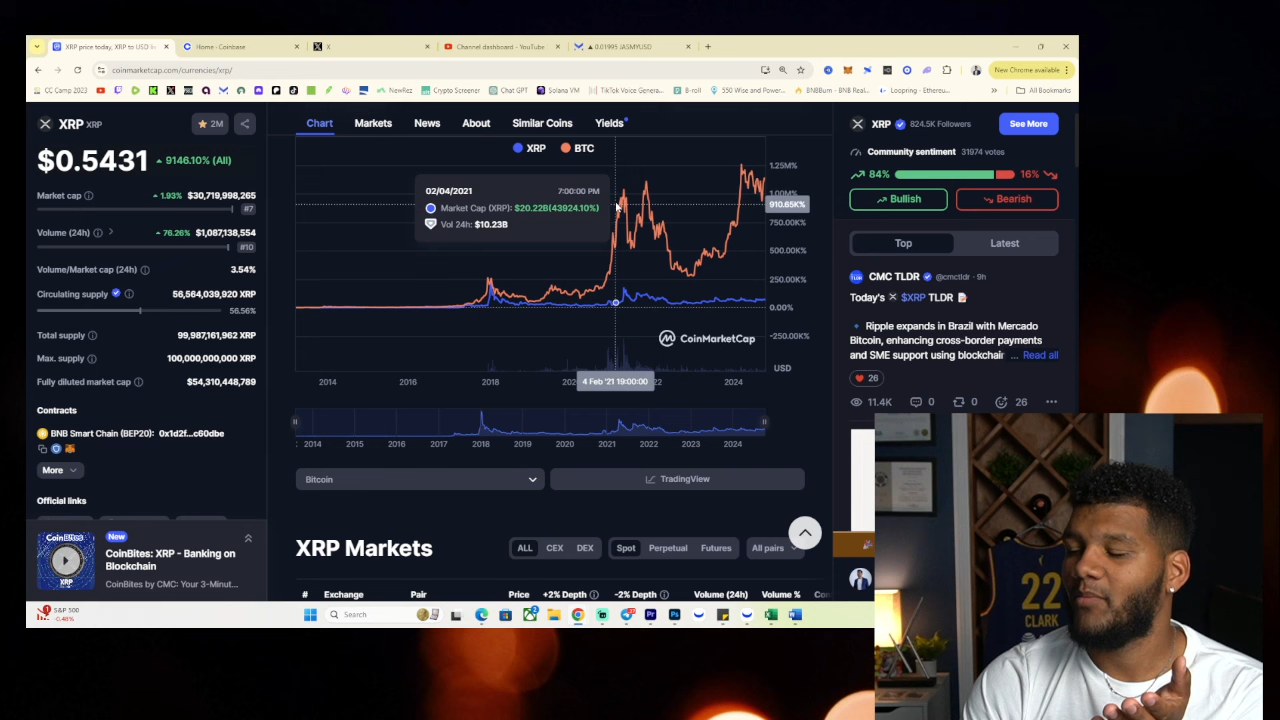 XRP price today, XRP to USD li
Home - Coinbase
X
Channel dashboard - YouTube
▲ 0.01995 JASMYUSD
coinmarketcap.com/currencies/xrp/
New Chrome available
CC Camp 2023
NewRez
Crypto Screener
Chat GPT
Solana VM
TikTok Voice Genera...
B-roll
550 Wise and Power...
BNBBurn - BNB Real...
Loopring - Ethereu...
All Bookmarks
XRP XRP
2M
$0.5431
9146.10% (All)
Market cap
1.93% $30,719,998,265
#7
Volume (24h)
76.26% $1,087,138,554
#10
Volume/Market cap (24h)
3.54%
Circulating supply
56,564,039,920 XRP
56.56%
Total supply
99,987,161,962 XRP
Max. supply
100,000,000,000 XRP
Fully diluted market cap
$54,310,448,789
Contracts
BNB Smart Chain (BEP20): 0x1d2f...c60dbe
More
Official links
CoinBites
XRP
New
CoinBites: XRP - Banking on
Blockchain
CoinBites by CMC: Your 3-Minut...
Chart
Markets
News
About
Similar Coins
Yields
XRP
BTC
02/04/2021
7:00:00 PM
Market Cap (XRP): $20.22B(43924.10%)
Vol 24h: $10.23B
1.25M%
1.00M%
910.65K%
750.00K%
500.00K%
250.00K%
0.00%
-250.00K%
CoinMarketCap
USD
2014
2016
2018
202
4 Feb '21 19:00:00
22
2024
2014
2015
2016
2017
2018
2019
2020
2021
2022
2023
2024
Bitcoin
TradingView
XRP Markets
ALL
CEX
DEX
Spot
Perpetual
Futures
All pairs
#
Exchange
Pair
Price
+2% Depth
-2% Depth
Volume (24h)
Volume %
XRP
824.5K Followers
See More
Community sentiment
31974 votes
84%
16%
Bullish
Bearish
Top
Latest
CMC TLDR @cmctldr · 9h
Today's $XRP TLDR
Ripple expands in Brazil with Mercado
Bitcoin, enhancing cross-border payments
and SME support using blockchain ... Read all
26
11.4K
0
0
26
S&P 500
-0.48%
Search
22
CLARK